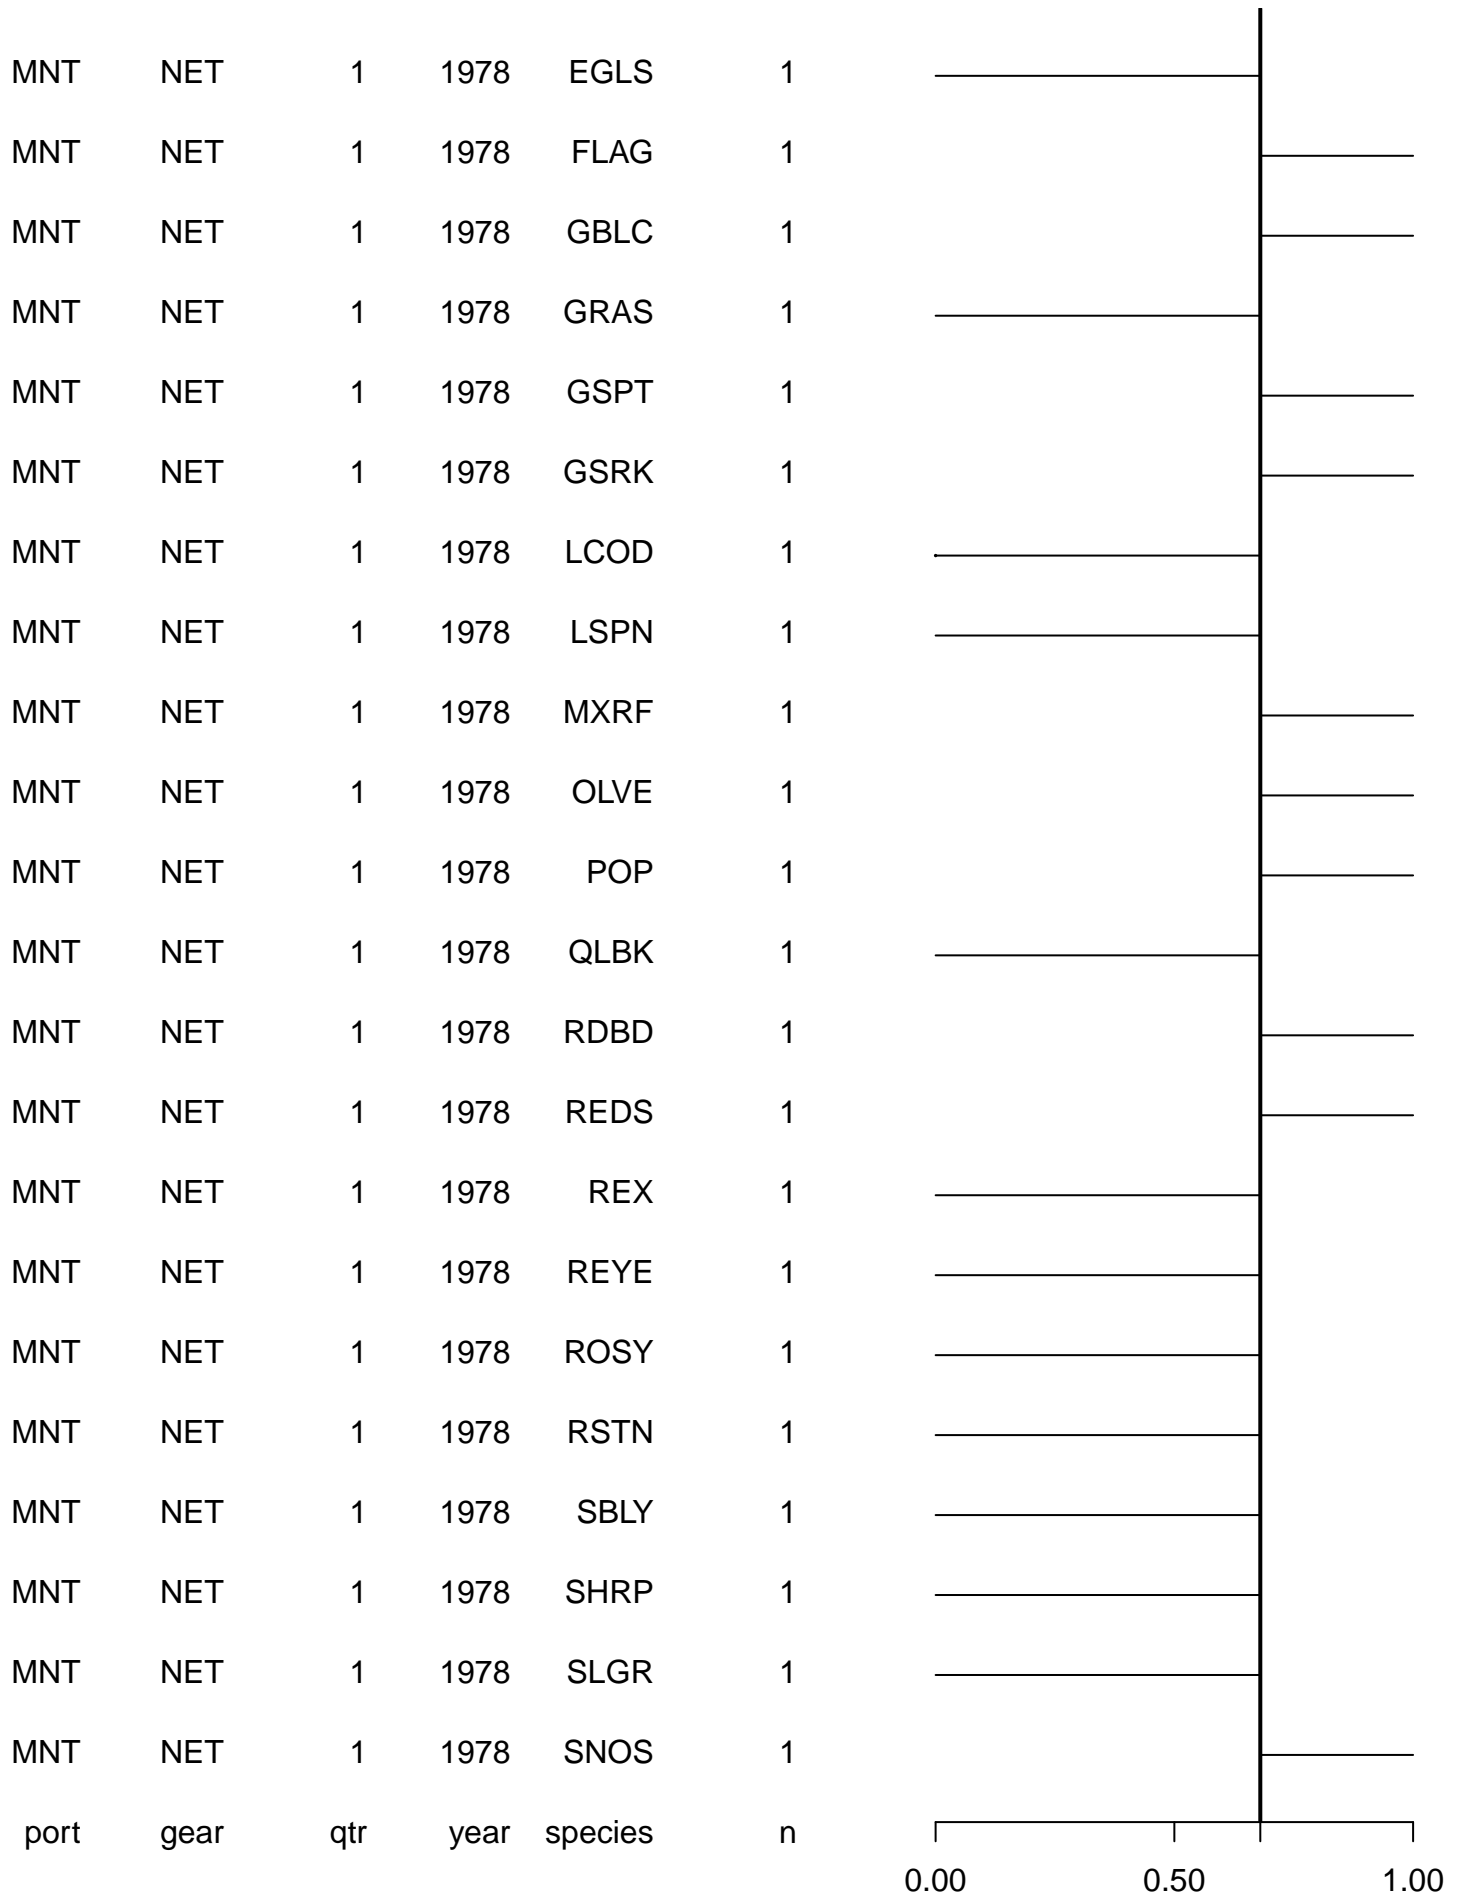 MNT NET 1 1978 EGLS 1
MNT NET 1 1978 FLAG 1
MNT NET 1 1978 GBLC 1
MNT NET 1 1978 GRAS 1
MNT NET 1 1978 GSPT 1
MNT NET 1 1978 GSRK 1
MNT NET 1 1978 LCOD 1
MNT NET 1 1978 LSPN 1
MNT NET 1 1978 MXRF 1
MNT NET 1 1978 OLVE 1
MNT NET 1 1978 POP 1
MNT NET 1 1978 QLBK 1
MNT NET 1 1978 RDBD 1
MNT NET 1 1978 REDS 1
MNT NET 1 1978 REX 1
MNT NET 1 1978 REYE 1
MNT NET 1 1978 ROSY 1
MNT NET 1 1978 RSTN 1
MNT NET 1 1978 SBLY 1
MNT NET 1 1978 SHRP 1
MNT NET 1 1978 SLGR 1
MNT NET 1 1978 SNOS 1
port gear qtr year species n
0.00 0.50 1.00